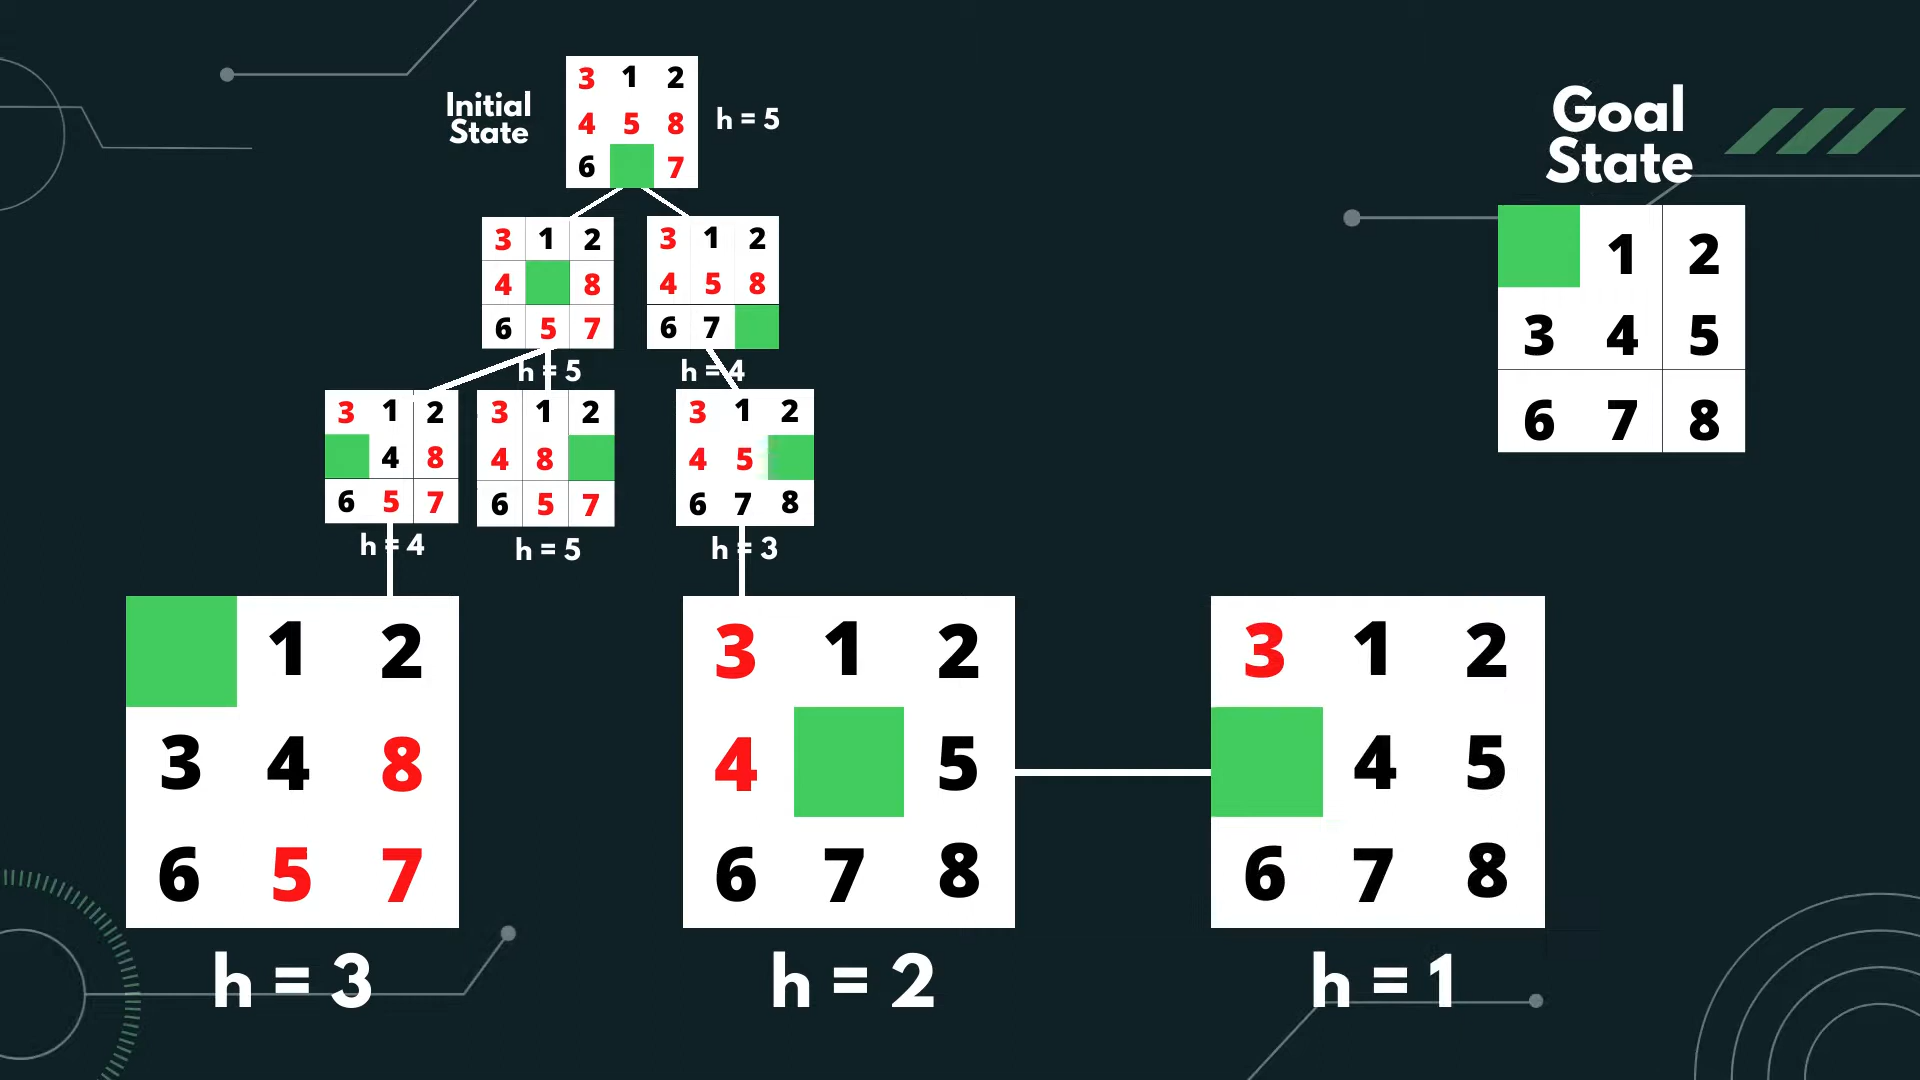 Initial
State
3 1 2
4 5 8
6 7
h = 5
Goal
State
1 2
3 4 5
6 7 8
3 1 2
4 8
6 5 7
h = 5
3 1 2
4 5 8
6 7
h = 4
3 1 2
4 8
6 5 7
h = 4
3 1 2
4 8
6 5 7
h = 5
3 1 2
4 5
6 7 8
h = 3
1 2
3 4 8
6 5 7
h = 3
3 1 2
4 5
6 7 8
h = 2
3 1 2
4 5
6 7 8
h = 1